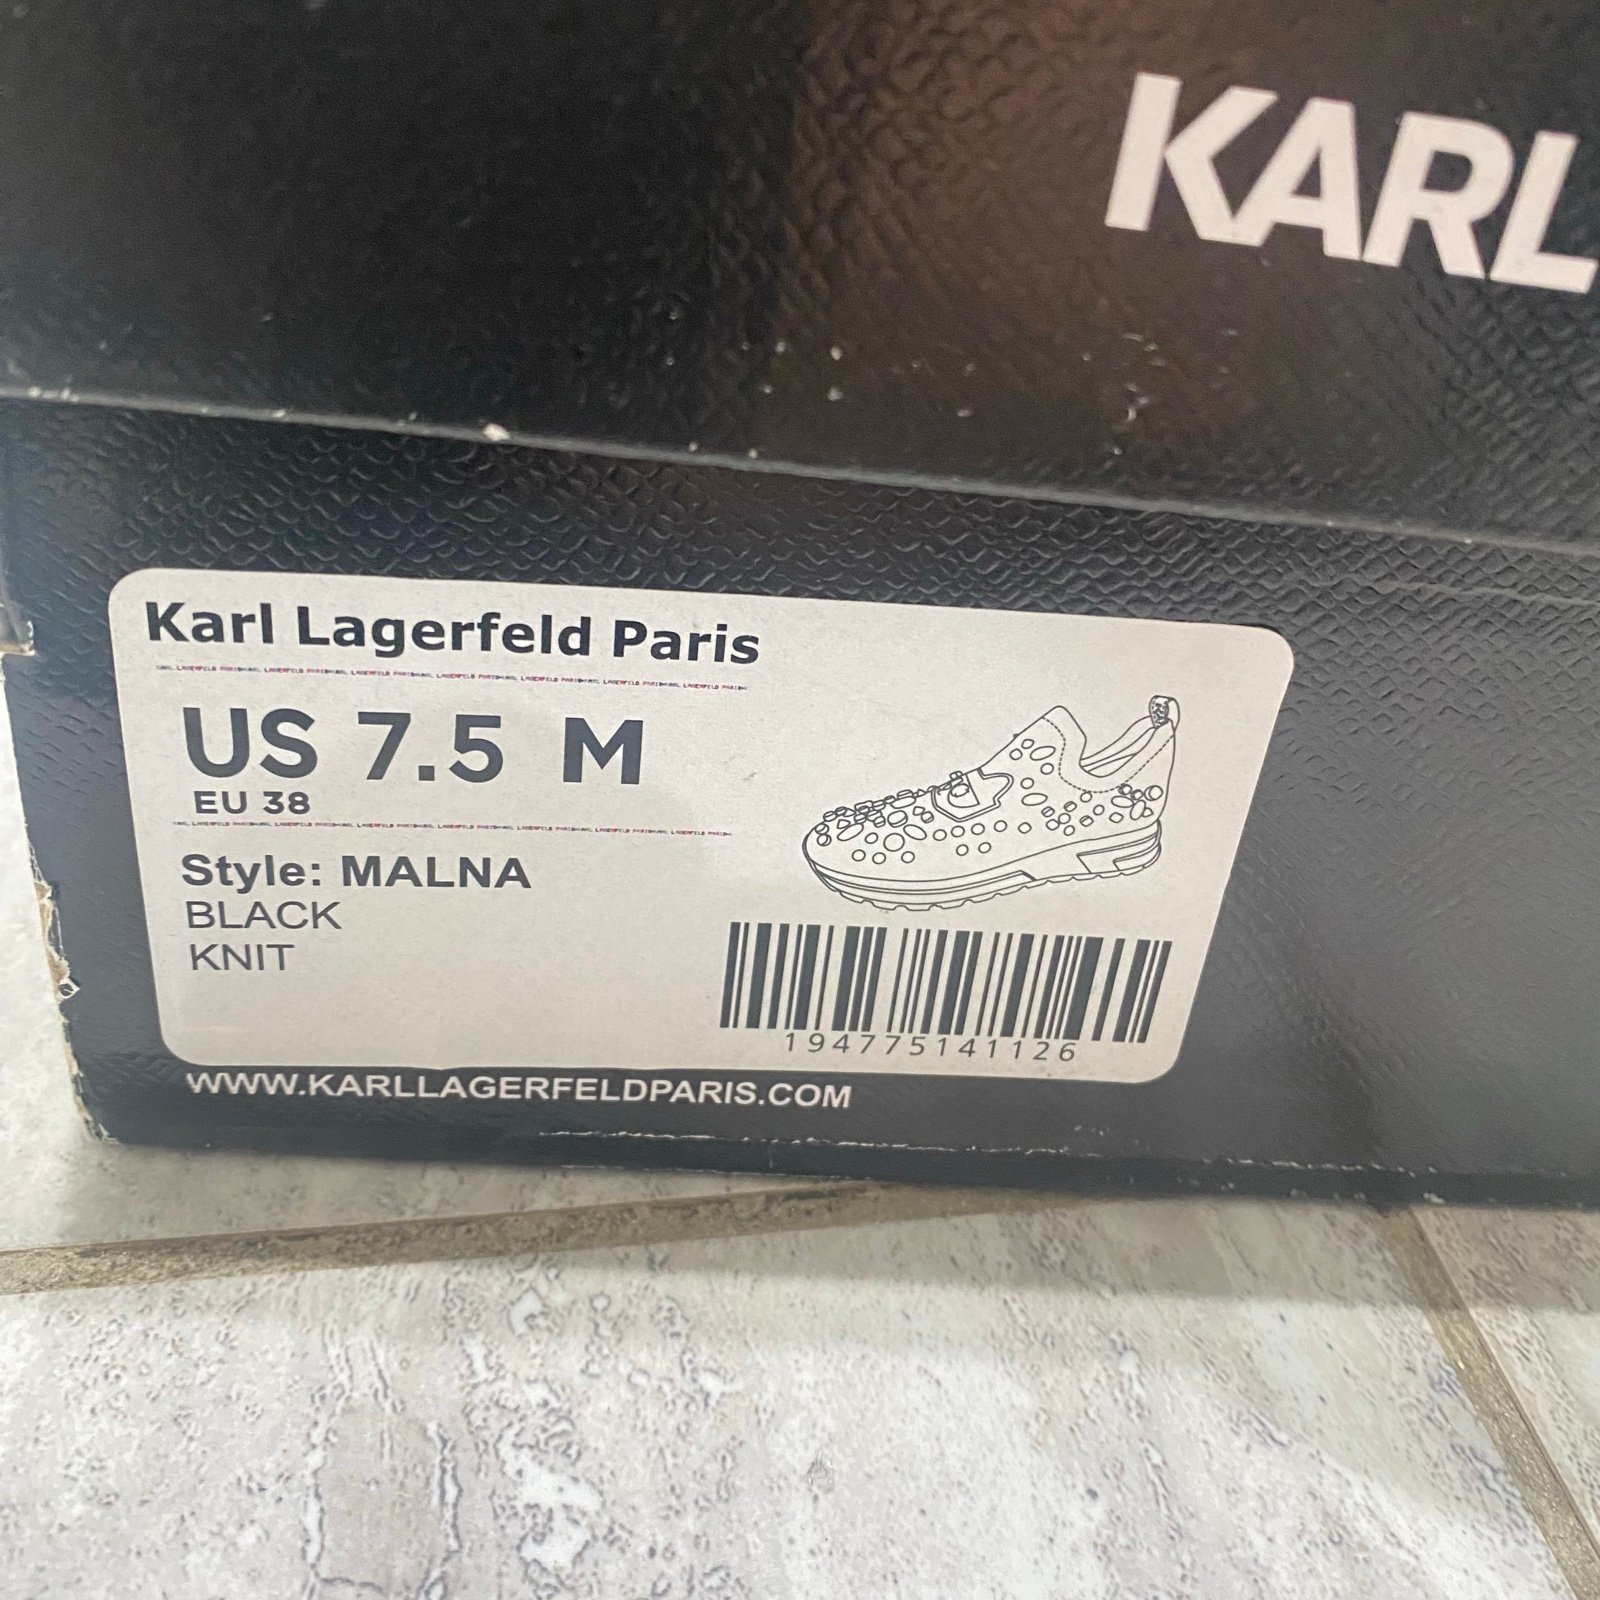 KARL
Karl Lagerfeld Paris
US 7.5 M
EU 38
Style: MALNA
BLACK
KNIT
194775141126
WWW.KARLLAGERFELDPARIS.COM